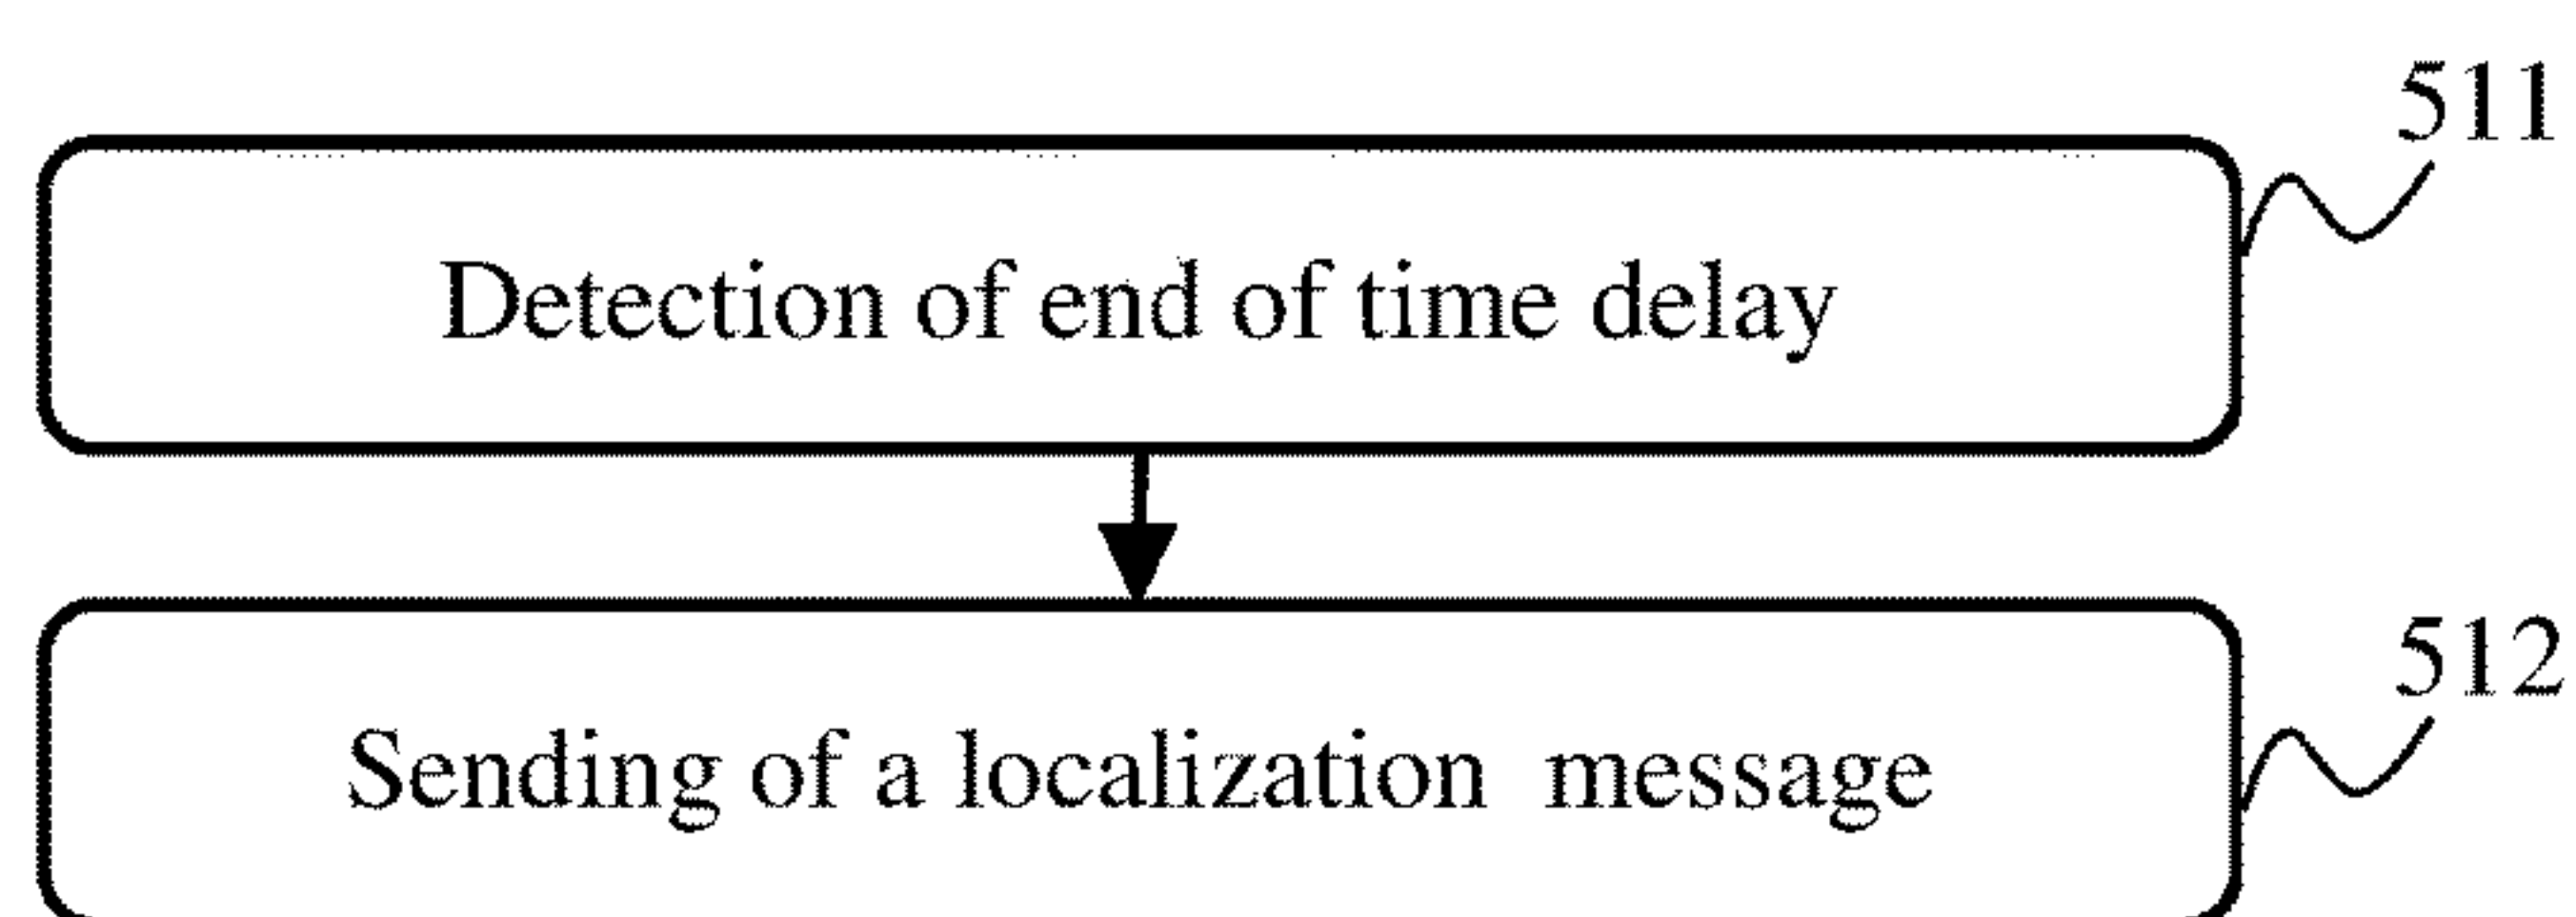 511
Detection of end of time delay
512
Sending of a localization message